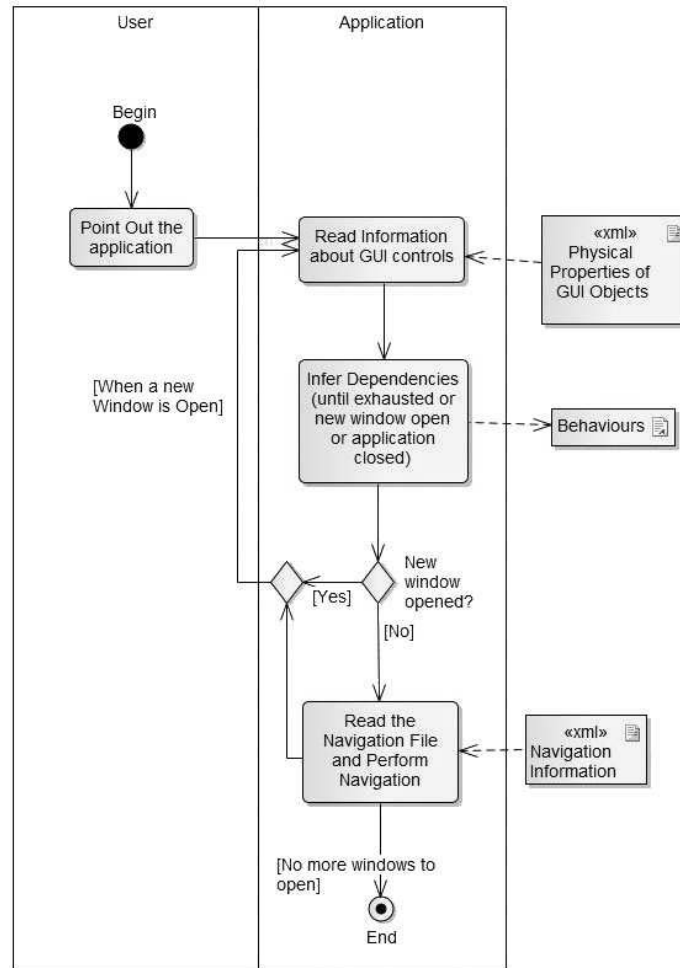 User
Application
Begin
Point Out the
application
Read Information
about GUI controls
«xml»
Physical
Properties of
GUI Objects
[When a new
Window is Open]
Infer Dependencies
(until exhausted or
new window open
or application
closed)
Behaviours
New
window
opened?
[Yes]
[No]
Read the
Navigation File
and Perform
Navigation
«xml»
Navigation
Information
[No more windows to
open]
End